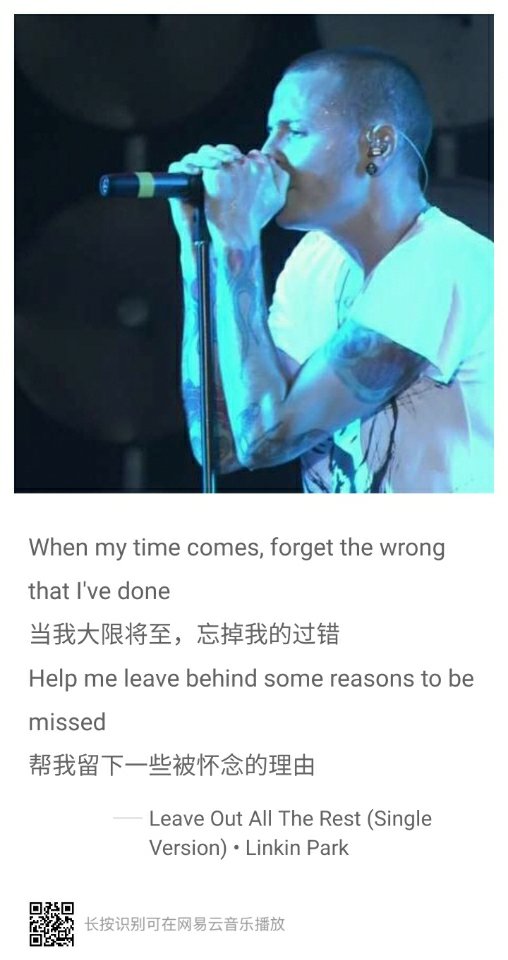 When my time comes, forget the wrong
that I've done
当我大限将至，忘掉我的过错
Help me leave behind some reasons to be
missed
帮我留下一些被怀念的理由
Leave Out All The Rest (Single
Version) • Linkin Park
长按识别可在网易云音乐播放